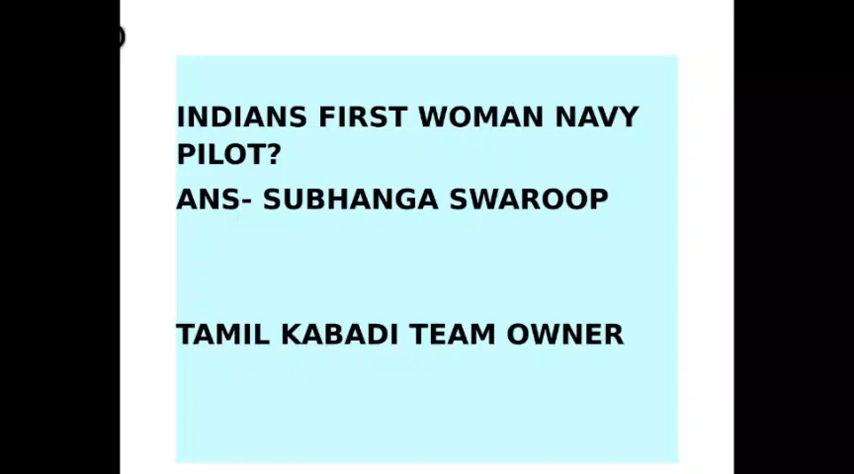 INDIANS FIRST WOMAN NAVY
PILOT?
ANS- SUBHANGA SWAROOP
TAMIL KABADI TEAM OWNER